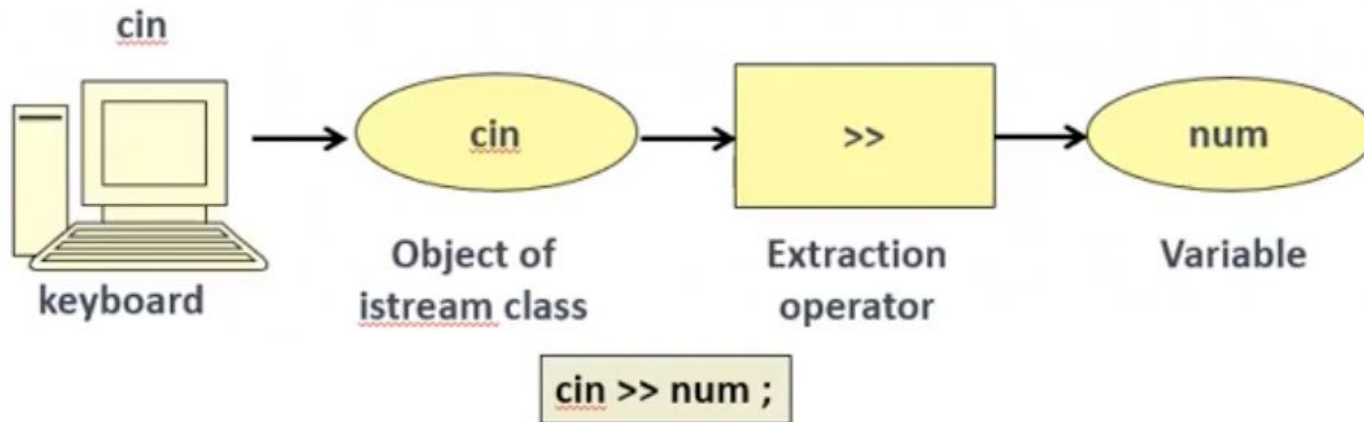 cin
cin
>>
num
keyboard
Object of
istream class
Extraction
operator
Variable
cin >> num ;